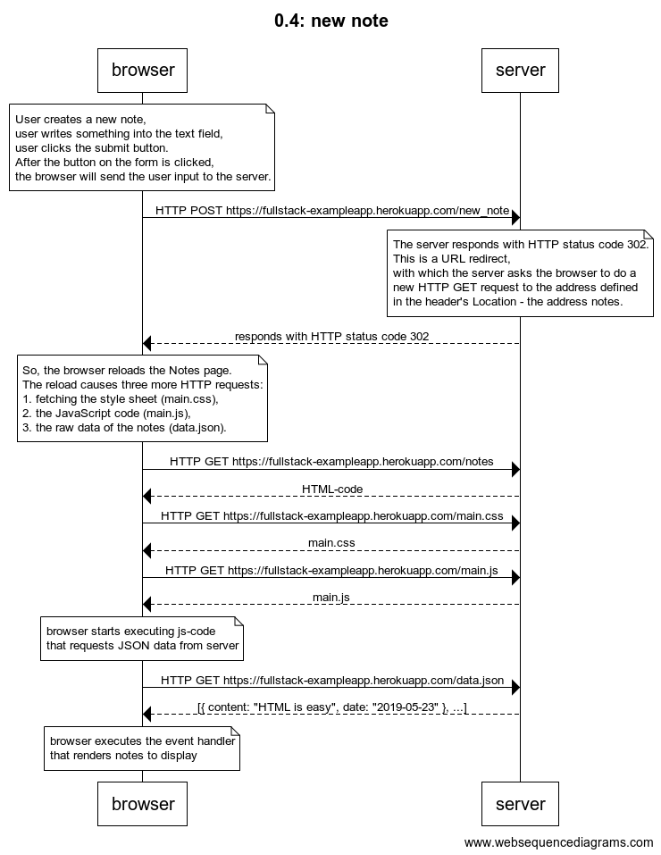 0.4: new note
browser
server
User creates a new note,
user writes something into the text field,
user clicks the submit button.
After the button on the form is clicked,
the browser will send the user input to the server.
HTTP POST https://fullstack-exampleapp.herokuapp.com/new_note
The server responds with HTTP status code 302.
This is a URL redirect,
with which the server asks the browser to do a
new HTTP GET request to the address defined
in the header's Location - the address notes.
responds with HTTP status code 302
So, the browser reloads the Notes page.
The reload causes three more HTTP requests:
1. fetching the style sheet (main.css),
2. the JavaScript code (main.js),
3. the raw data of the notes (data.json).
HTTP GET https://fullstack-exampleapp.herokuapp.com/notes
HTML-code
HTTP GET https://fullstack-exampleapp.herokuapp.com/main.css
main.css
HTTP GET https://fullstack-exampleapp.herokuapp.com/main.js
main.js
browser starts executing js-code
that requests JSON data from server
HTTP GET https://fullstack-exampleapp.herokuapp.com/data.json
[{ content: "HTML is easy", date: "2019-05-23" }, ...]
browser executes the event handler
that renders notes to display
browser
server
www.websequencediagrams.com